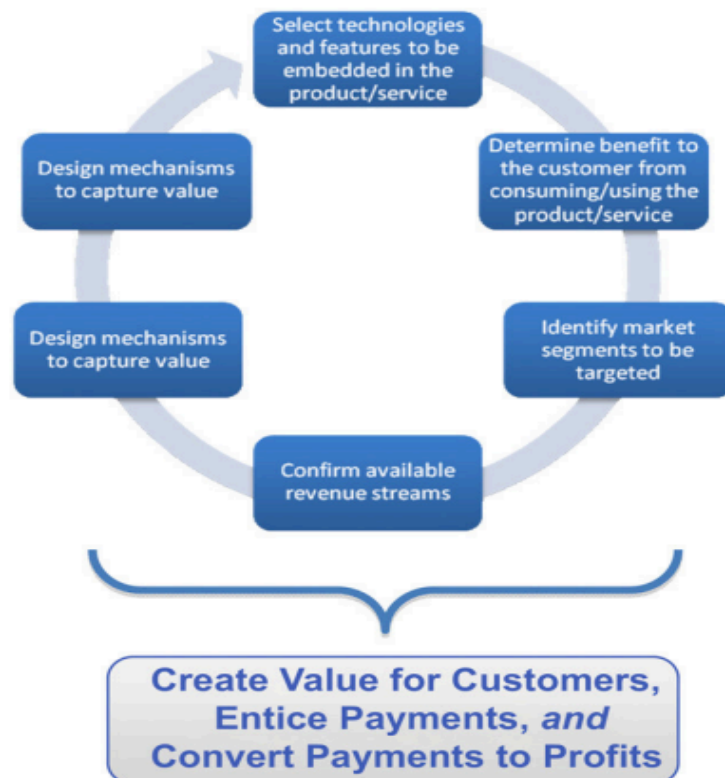 Select technologies
and features to be
embedded in the
product/service
Determine benefit to
the customer from
consuming/using the
product/service
Identify market
segments to be
targeted
Confirm available
revenue streams
Design mechanisms
to capture value
Design mechanisms
to capture value
Create Value for Customers,
Entice Payments, and
Convert Payments to Profits